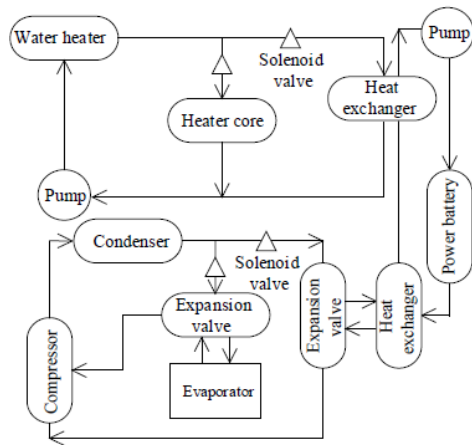 Water heater
Pump
Solenoid
valve
Heat
exchanger
Heater core
Pump
Power battery
Condenser
Solenoid
valve
Expansion
valve
Expansion
valve
Heat
exchanger
Compressor
Evaporator